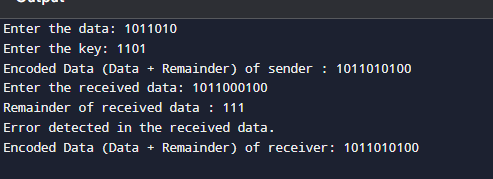 Output
Enter the data: 1011010
Enter the key: 1101
Encoded Data (Data + Remainder) of sender : 1011010100
Enter the received data: 1011000100
Remainder of received data : 111
Error detected in the received data.
Encoded Data (Data + Remainder) of receiver: 1011010100